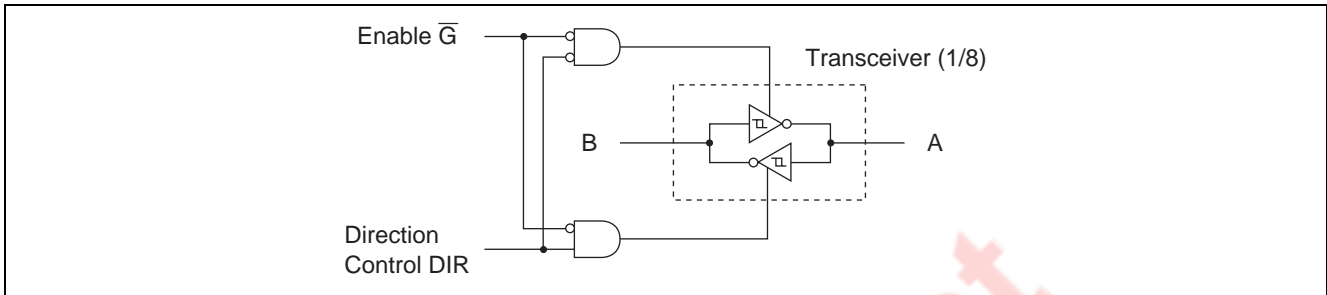 Enable G̅
Transceiver (1/8)
B
A
Direction
Control DIR